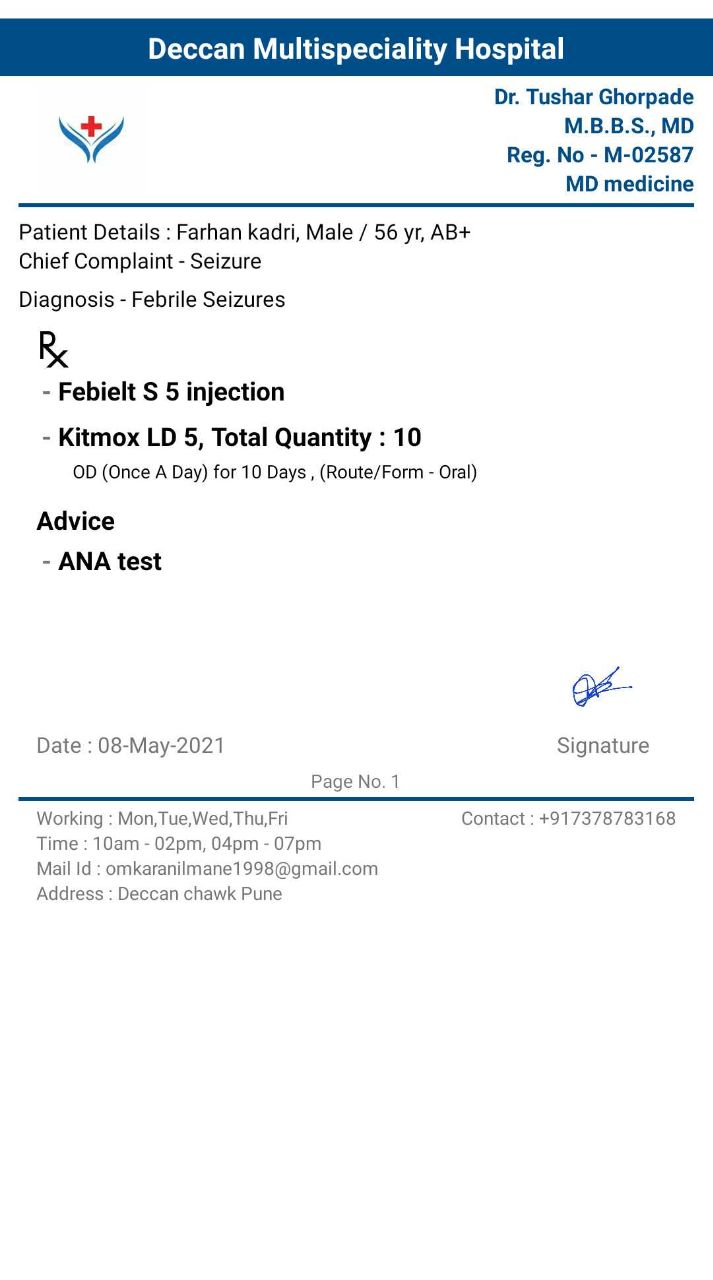 Deccan Multispeciality Hospital
Dr. Tushar Ghorpade
M.B.B.S., MD
Reg. No - M-02587
MD medicine
Patient Details : Farhan kadri, Male / 56 yr, AB+
Chief Complaint - Seizure
Diagnosis - Febrile Seizures
℞
- Febielt S 5 injection
- Kitmox LD 5, Total Quantity : 10
OD (Once A Day) for 10 Days , (Route/Form - Oral)
Advice
- ANA test
Date : 08-May-2021
Signature
Page No. 1
Working : Mon,Tue,Wed,Thu,Fri
Contact : +917378783168
Time : 10am - 02pm, 04pm - 07pm
Mail Id : omkaranilmane1998@gmail.com
Address : Deccan chawk Pune